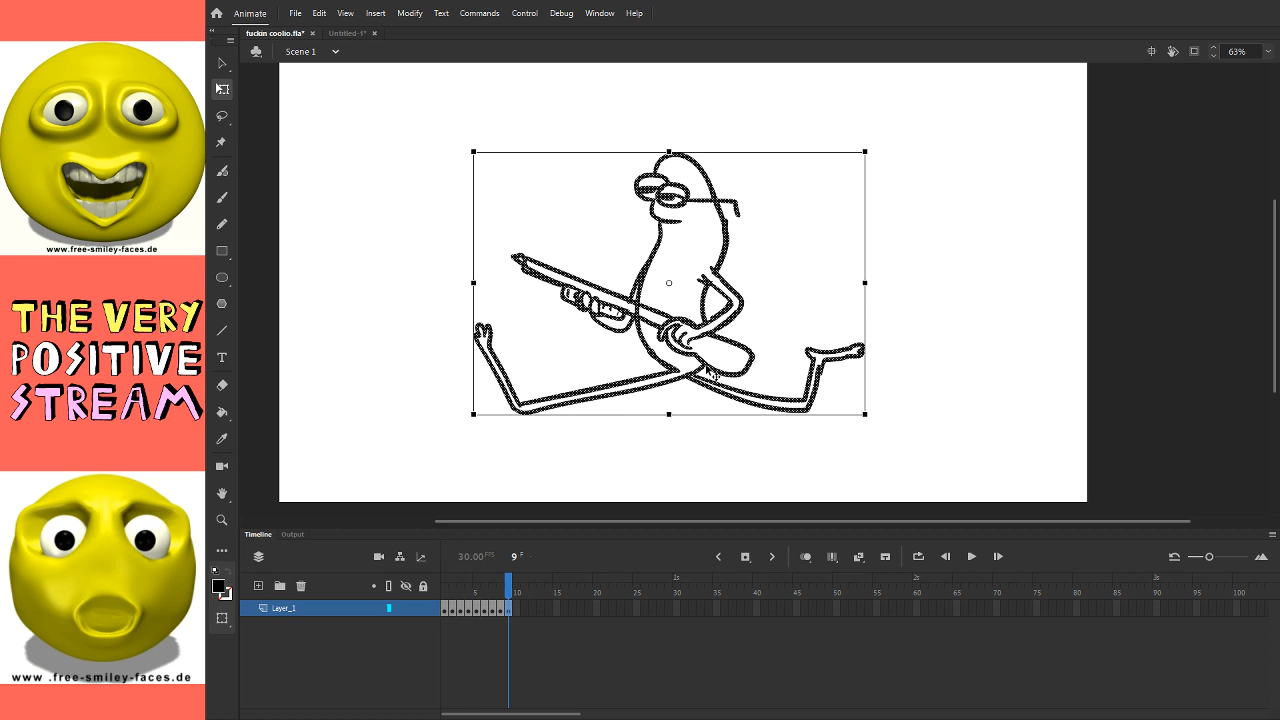 Animate File Edit View Insert Modify Text Commands Control Debug Window Help
fuckin coolio.fla* Untitled-1*
Scene 1 63%
www.free-smiley-faces.de
THE VERY
POSITIVE
STREAM
www .free-smiley-faces.de
Timeline Output
30.00 FPS 9 F
1s 2s 3s
5 10 15 20 25 30 35 40 45 50 55 60 65 70 75 80 85 90 95 100
Layer_1